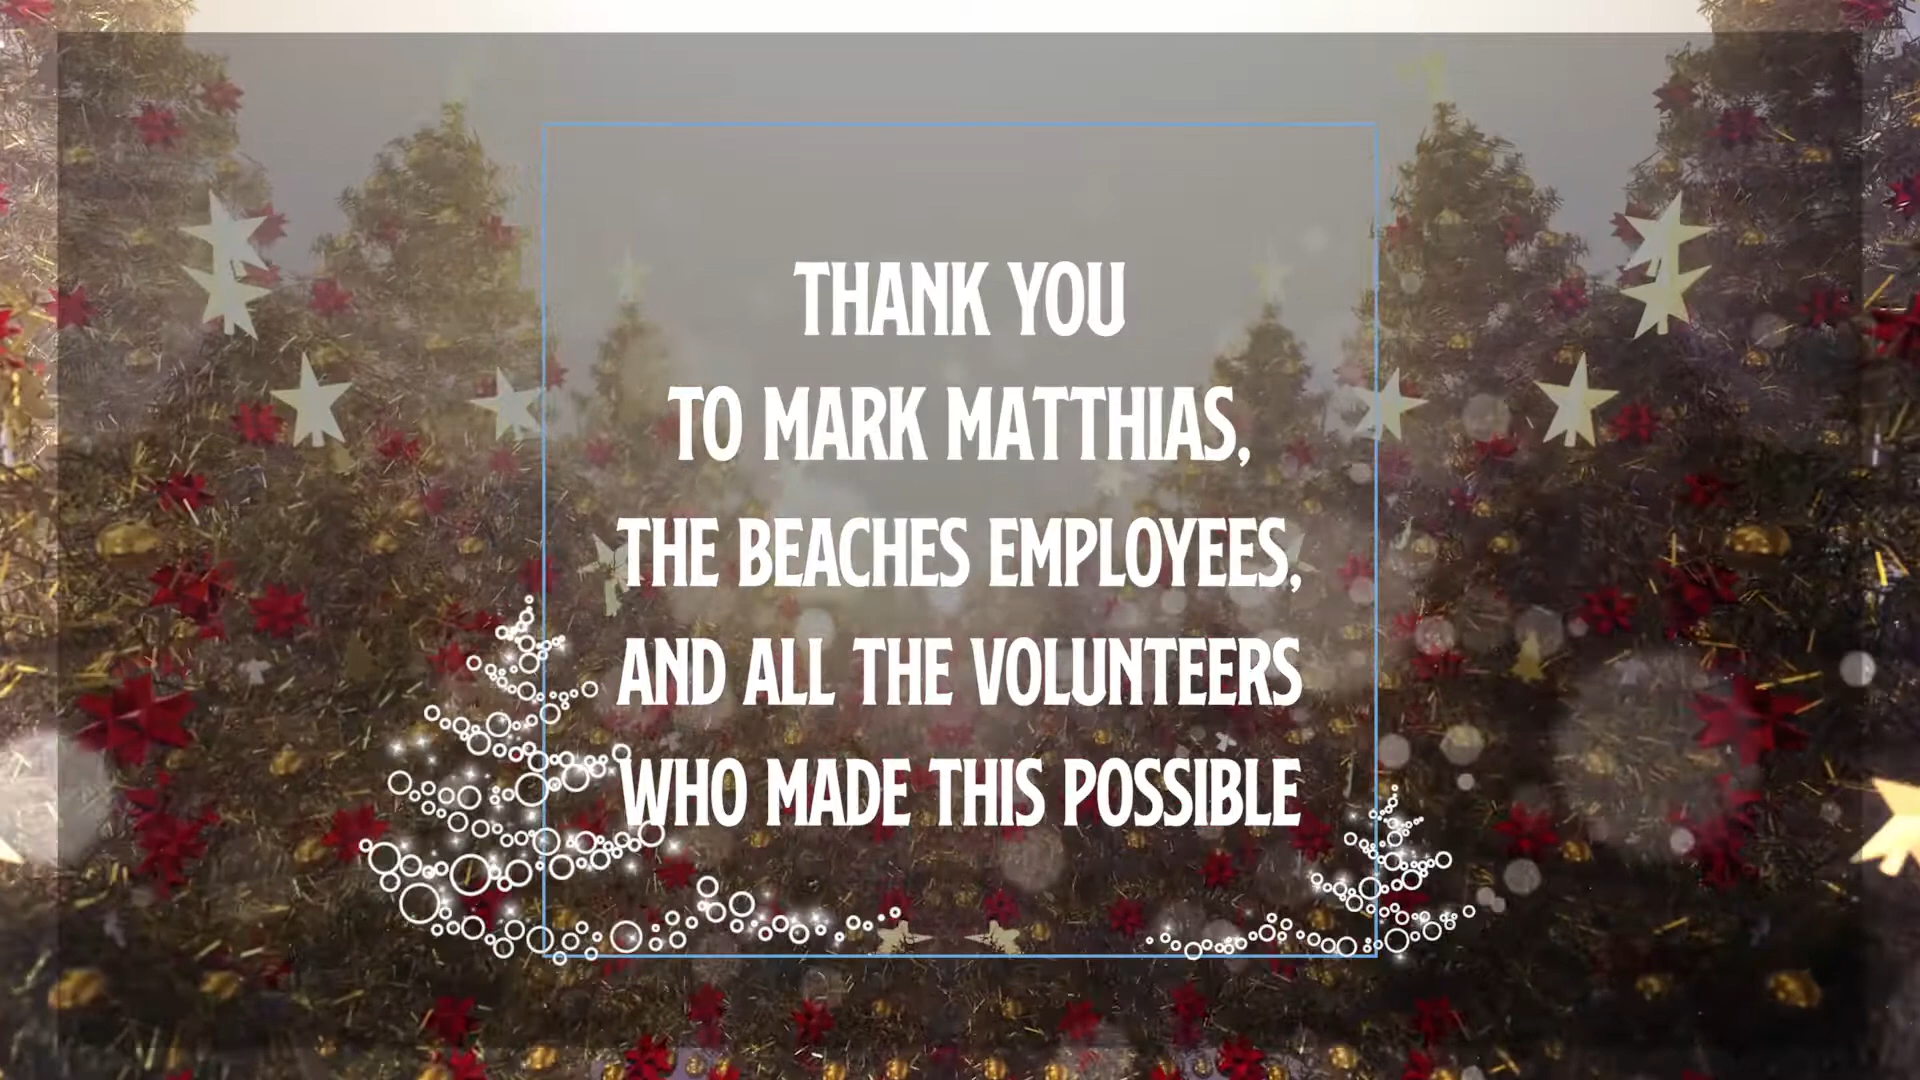 THANK YOU
TO MARK MATTHIAS,
THE BEACHES EMPLOYEES,
AND ALL THE VOLUNTEERS
WHO MADE THIS POSSIBLE